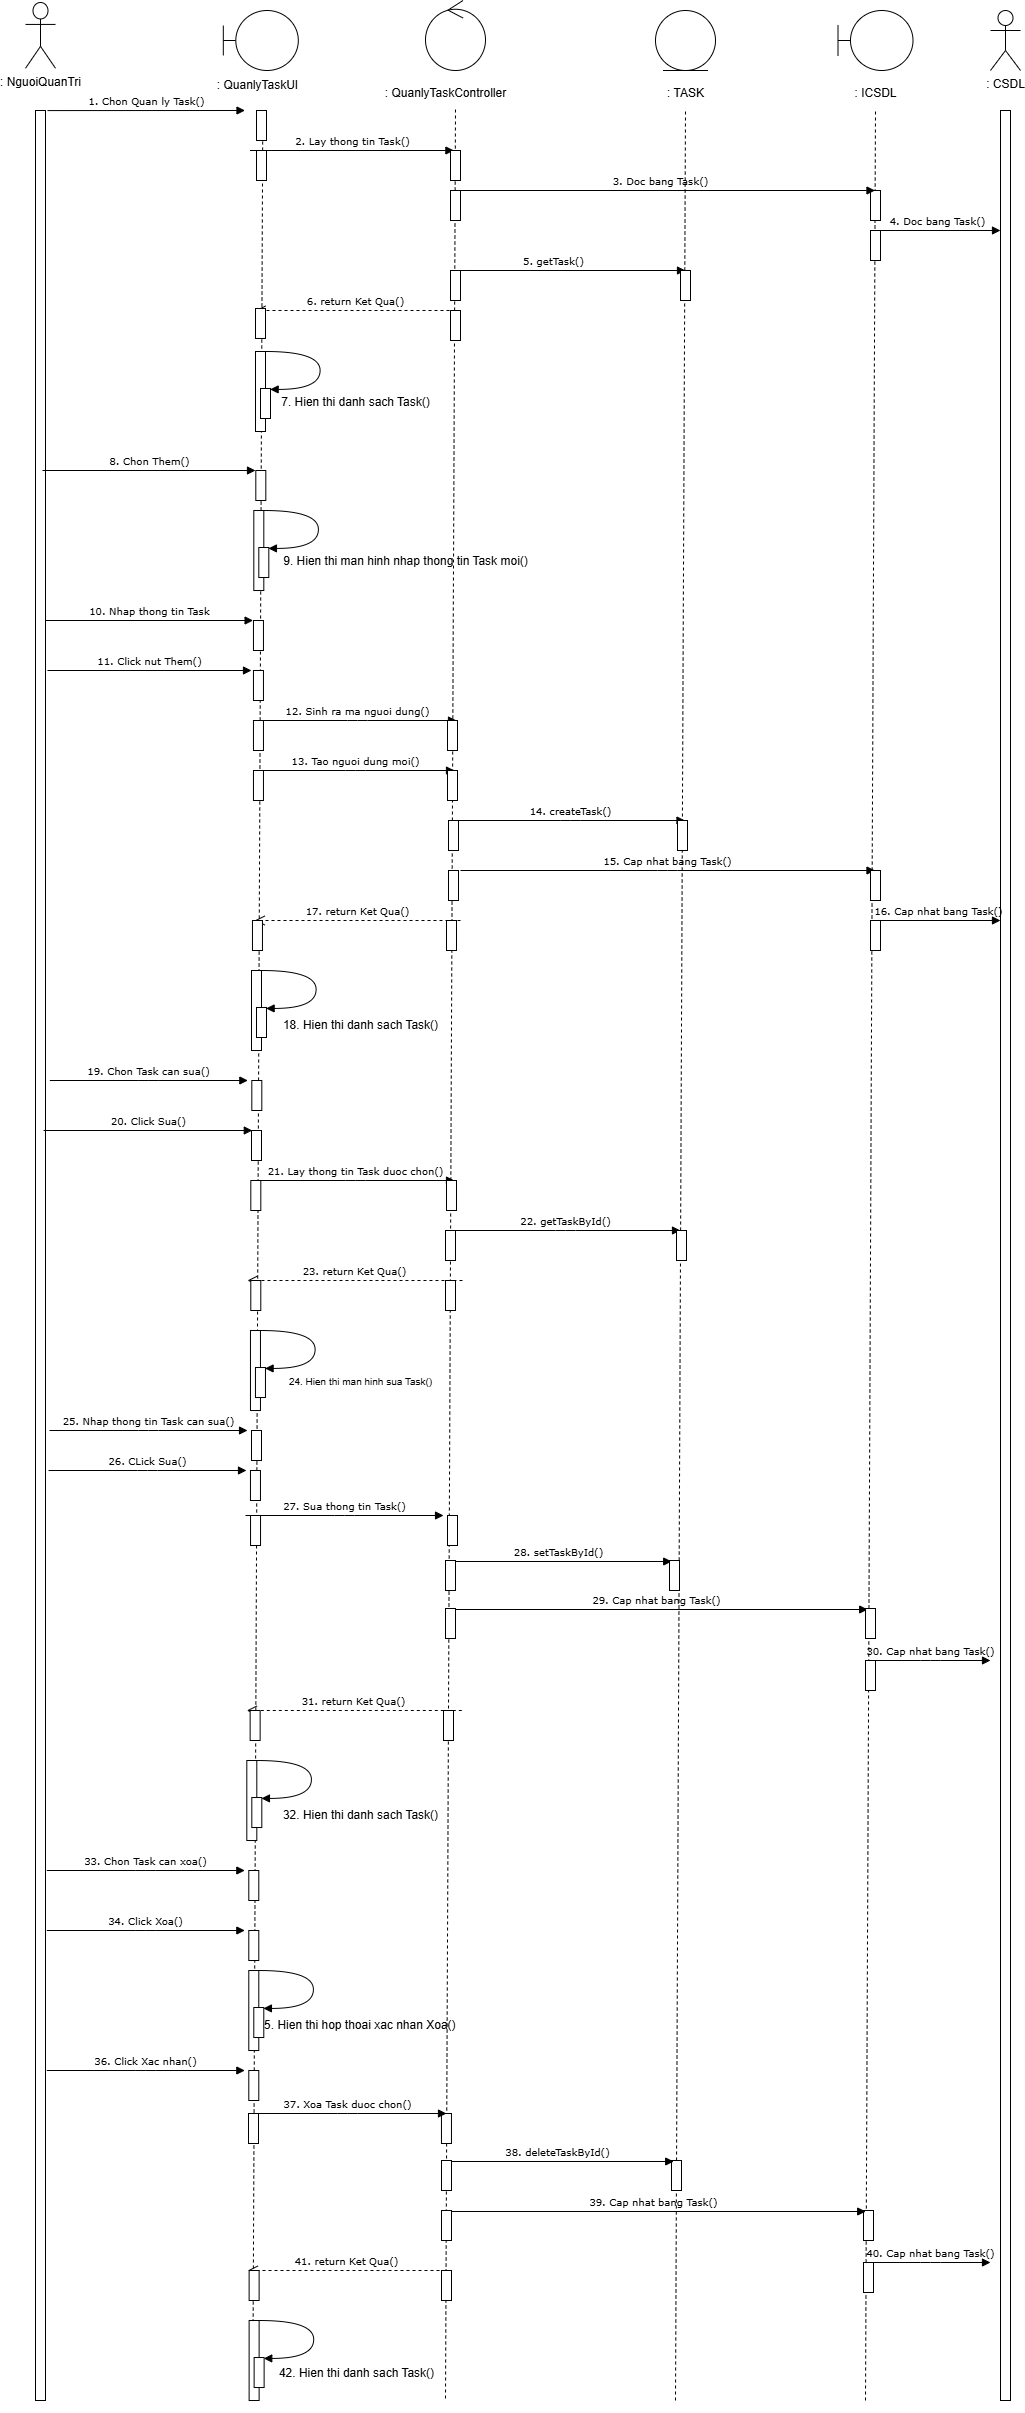 : NguoiQuanTri
: QuanlyTaskUI
: QuanlyTaskController
: TASK
: ICSDL
: CSDL
1. Chon Quan ly Task()
2. Lay thong tin Task()
3. Doc bang Task()
4. Doc bang Task()
5. getTask()
6. return Ket Qua()
7. Hien thi danh sach Task()
8. Chon Them()
9. Hien thi man hinh nhap thong tin Task moi()
10. Nhap thong tin Task
11. Click nut Them()
12. Sinh ra ma nguoi dung()
13. Tao nguoi dung moi()
14. createTask()
15. Cap nhat bang Task()
17. return Ket Qua()
16. Cap nhat bang Task()
18. Hien thi danh sach Task()
19. Chon Task can sua()
20. Click Sua()
21. Lay thong tin Task duoc chon()
22. getTaskById()
23. return Ket Qua()
24. Hien thi man hinh sua Task()
25. Nhap thong tin Task can sua()
26. CLick Sua()
27. Sua thong tin Task()
28. setTaskById()
29. Cap nhat bang Task()
30. Cap nhat bang Task()
31. return Ket Qua()
32. Hien thi danh sach Task()
33. Chon Task can xoa()
34. Click Xoa()
5. Hien thi hop thoai xac nhan Xoa()
36. Click Xac nhan()
37. Xoa Task duoc chon()
38. deleteTaskById()
39. Cap nhat bang Task()
40. Cap nhat bang Task()
41. return Ket Qua()
42. Hien thi danh sach Task()